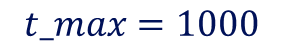 t_max = 1000